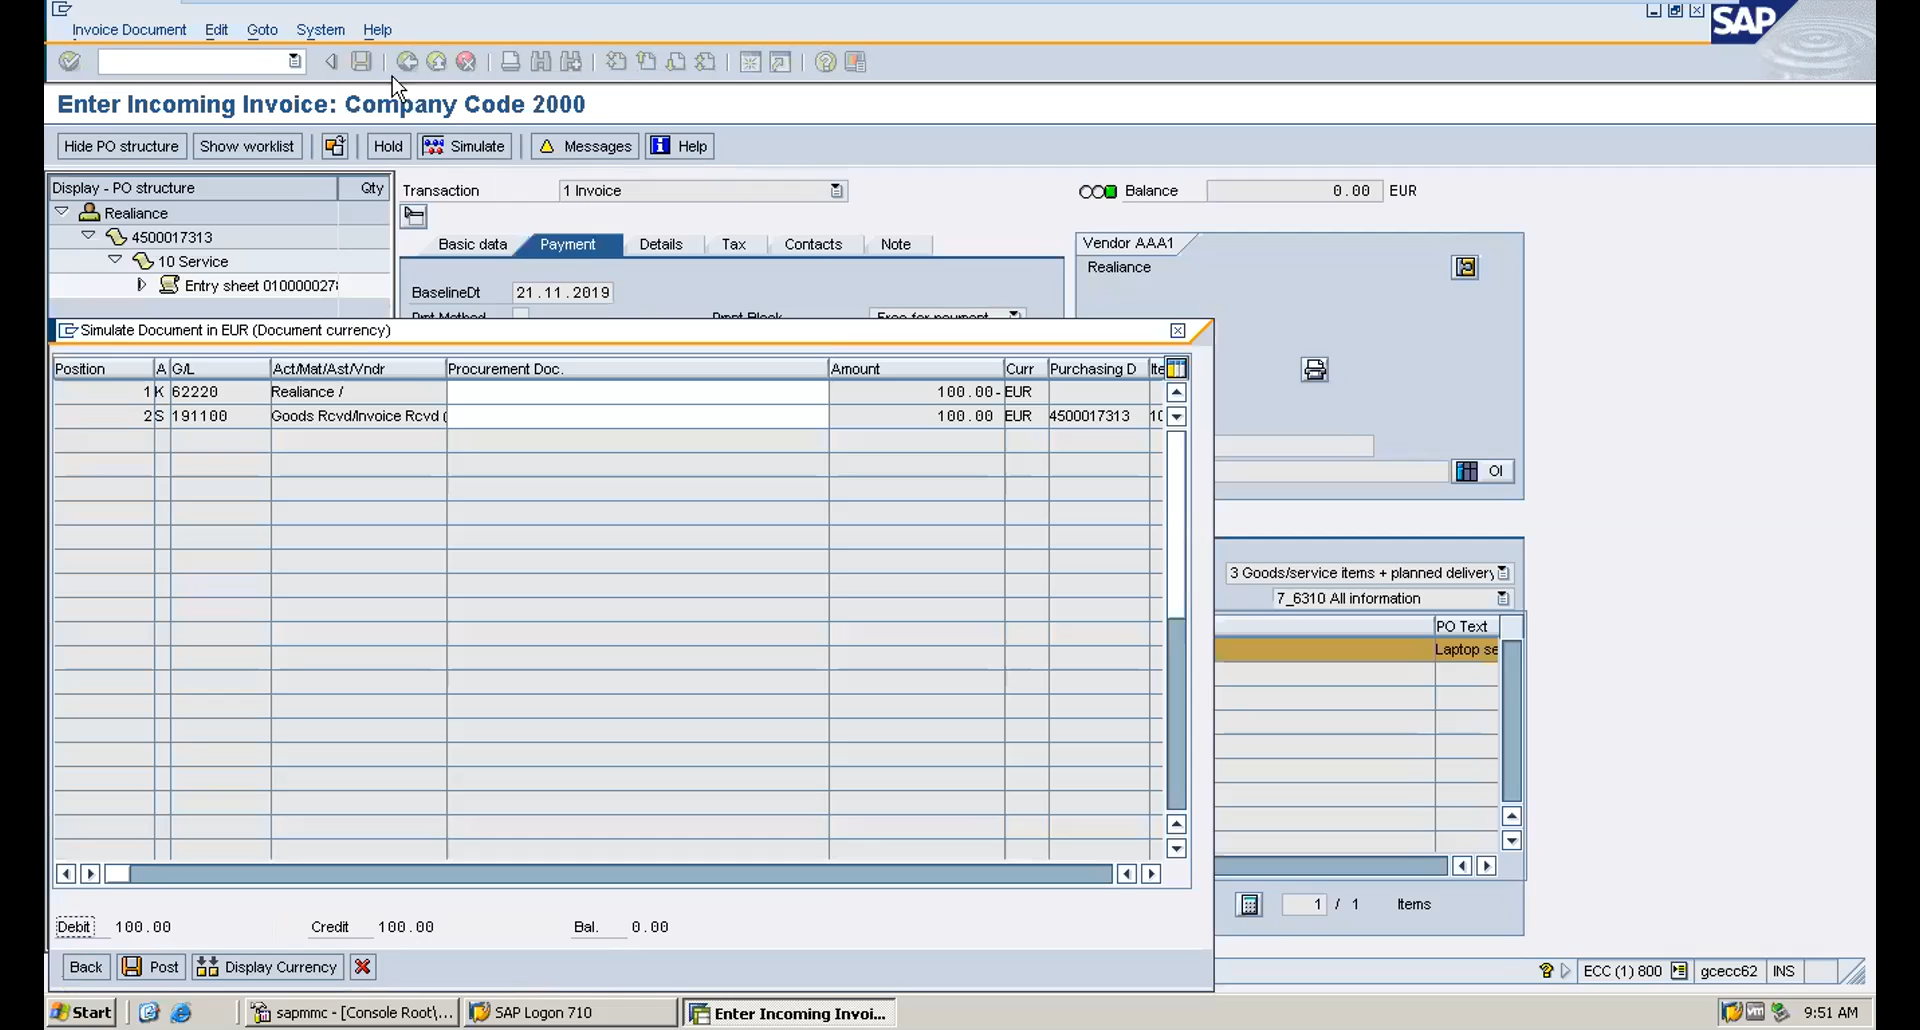 Invoice Document Edit Goto System Help
SAP
Enter Incoming Invoice: Company Code 2000
Hide PO structure Show worklist Hold Simulate Messages Help
Display - PO structure Qty
Realiance
4500017313
10 Service
Entry sheet 010000027
Transaction 1 Invoice
Balance 0.00 EUR
Basic data Payment Details Tax Contacts Note
BaselineDt 21.11.2019
Pmt Method Pmnt Block Free for payment
Vendor AAA1
Realiance
OI
Simulate Document in EUR (Document currency)
Position A G/L Act/Mat/Ast/Vndr Procurement Doc. Amount Curr Purchasing D Ite
1 K 62220 Realiance / 100.00- EUR
2 S 191100 Goods Rcvd/Invoice Rcvd ( 100.00 EUR 4500017313 10
3 Goods/service items + planned delivery
7_6310 All information
PO Text
Laptop se
1 / 1 Items
Debit 100.00 Credit 100.00 Bal. 0.00
Back Post Display Currency
ECC (1) 800 gcecc62 INS
Start sapmmc - [Console Root\... SAP Logon 710 Enter Incoming Invoi... 9:51 AM